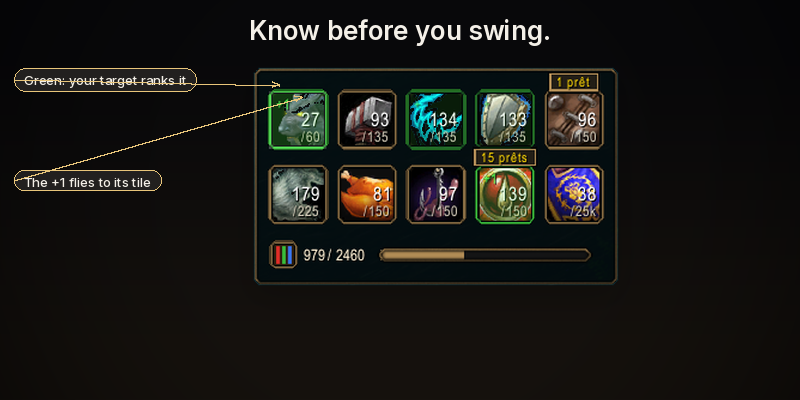 Know before you swing.
Green: your target ranks it
The +1 flies to its tile
1 prêt
+1
27
/60
93
/135
134
/135
133
/135
96
/150
15 prêts
179
/225
81
/150
97
/150
139
/150
38
/25k
979 / 2460